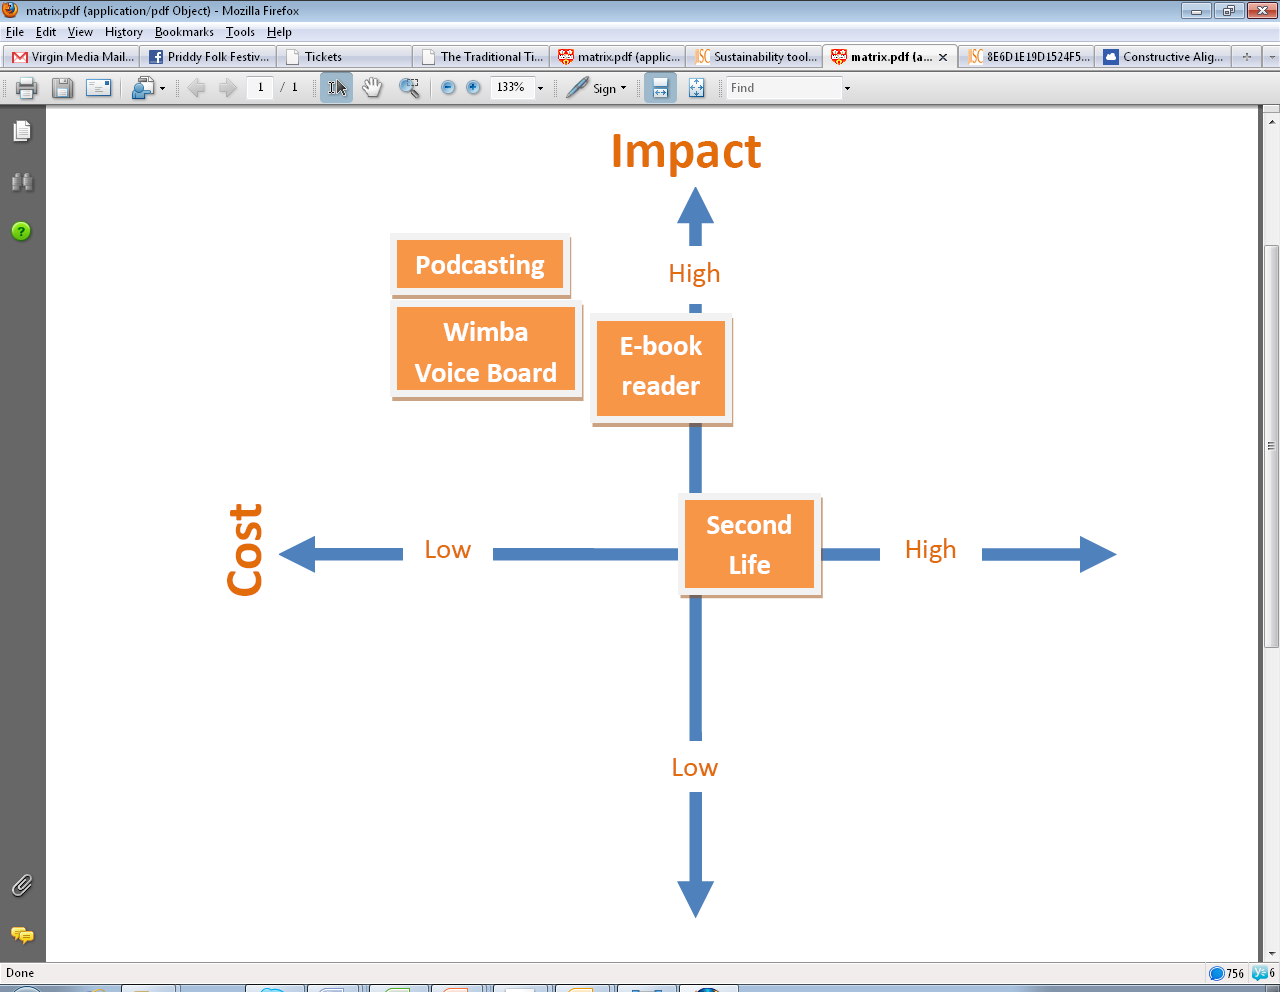 matrix.pdf (application/pdf Object) - Mozilla Firefox
File Edit View History Bookmarks Tools Help
Virgin Media Mail... Priddy Folk Festiv... Tickets The Traditional Ti... matrix.pdf (applic... Sustainability tool... matrix.pdf (a... 8E6D1E19D1524F5... Constructive Alig...
1 / 1 133% Sign Find
Impact
High
Podcasting
Wimba
Voice Board
E-book
reader
Cost
Low
Second
Life
High
Low
Done 756 6